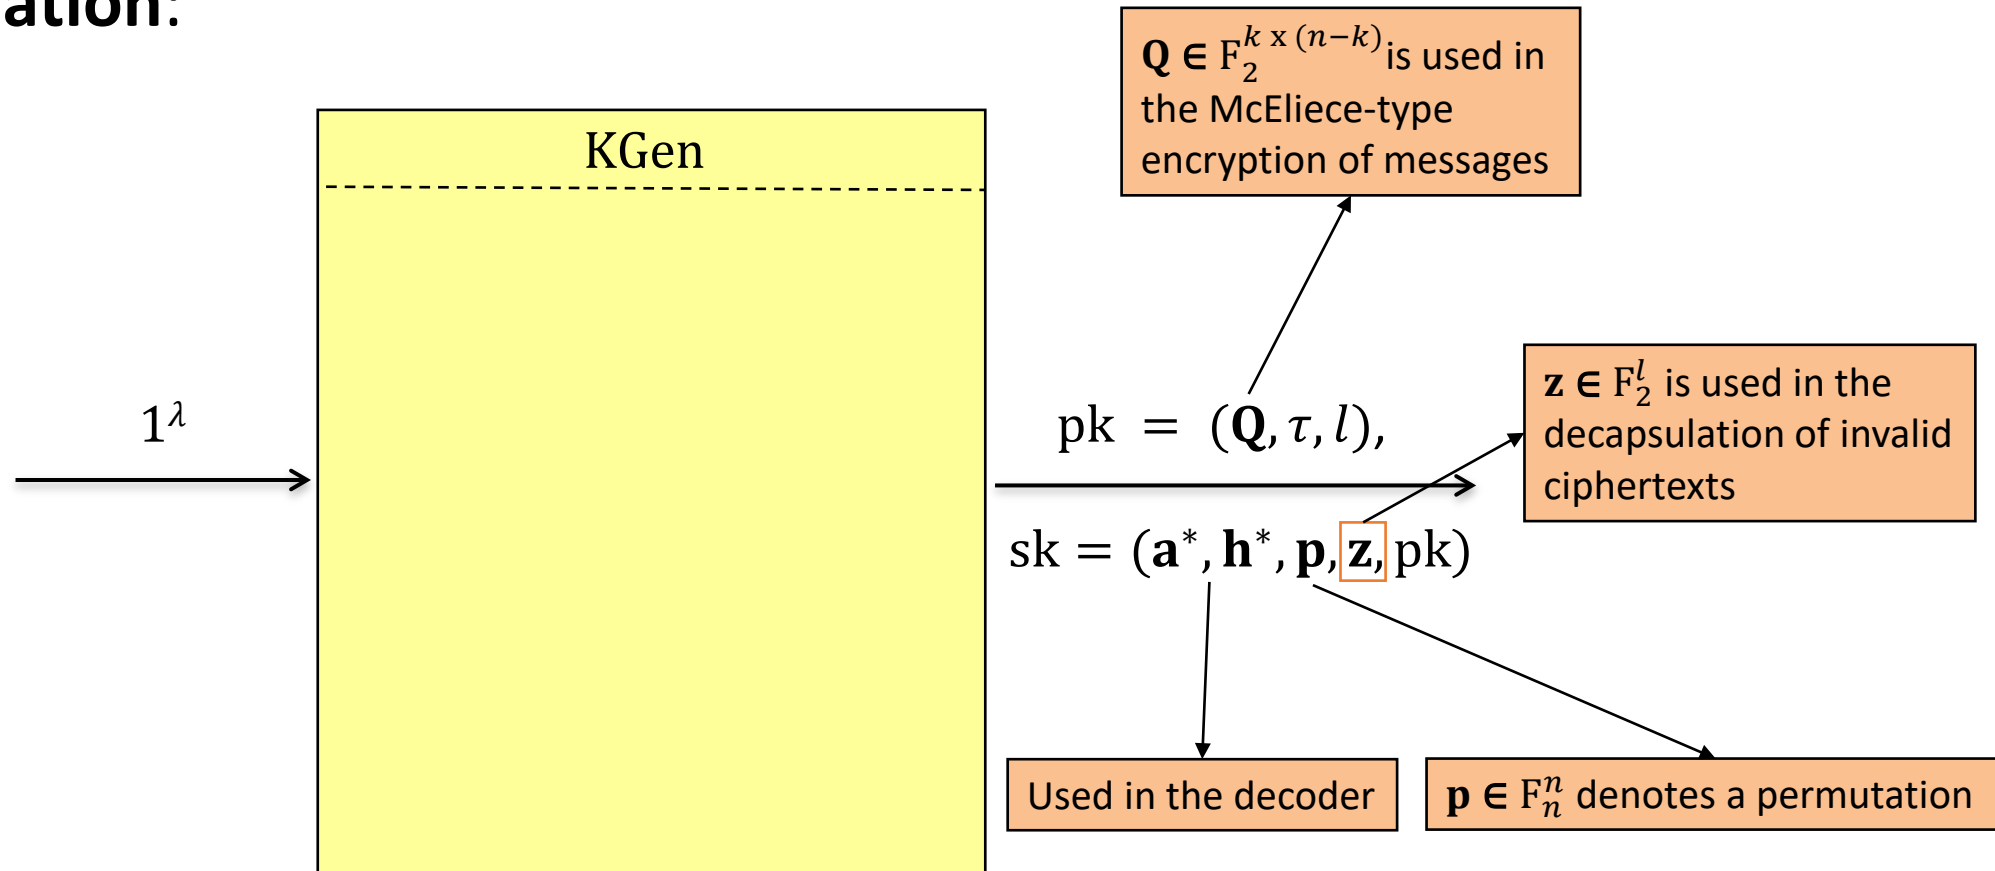 ation:
𝐐 ∈ F₂^{k x (n−k)} is used in
the McEliece-type
encryption of messages
KGen
1^λ
pk = (𝐐, τ, l),
sk = (𝐚*, 𝐡*, 𝐩, 𝐳, pk)
𝐳 ∈ F₂^l is used in the
decapsulation of invalid
ciphertexts
Used in the decoder
𝐩 ∈ F_n^n denotes a permutation